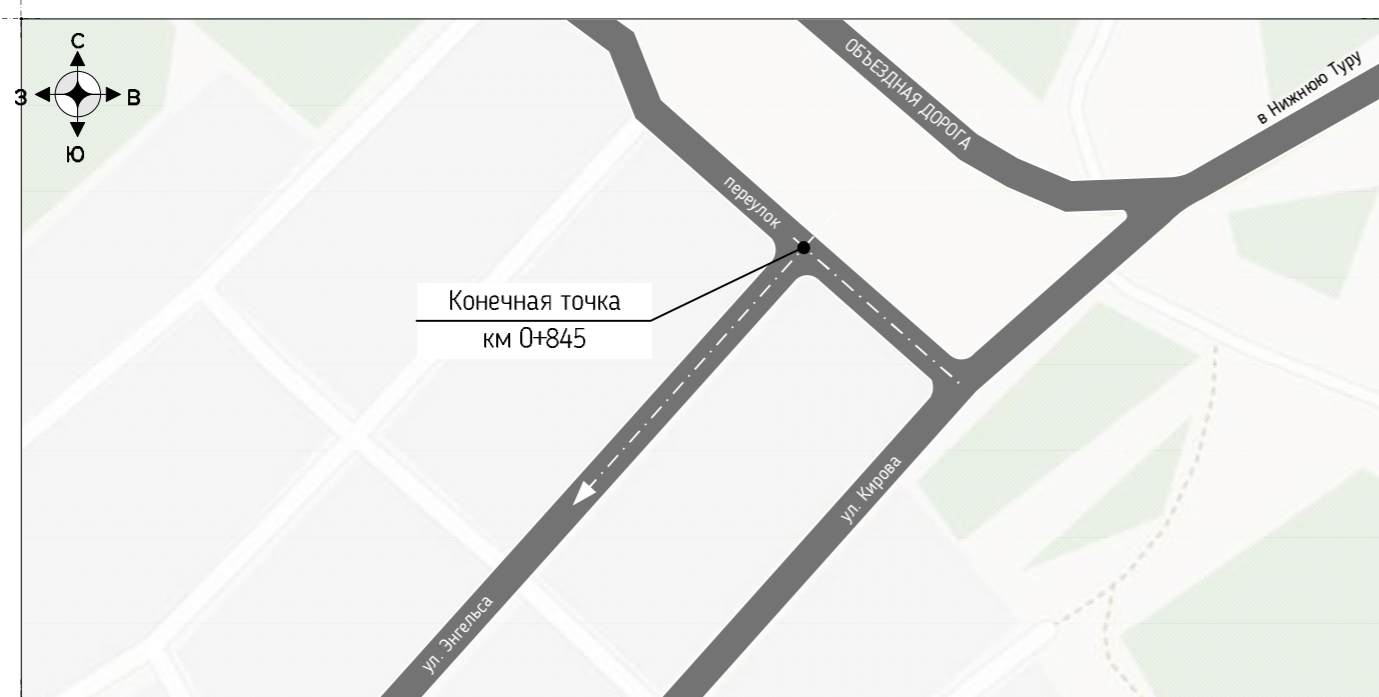 С
З
В
Ю
ОБЪЕЗДНАЯ ДОРОГА
в Нижнюю Туру
переулок
Конечная точка
км 0+845
ул. Кирова
ул. Энгельса